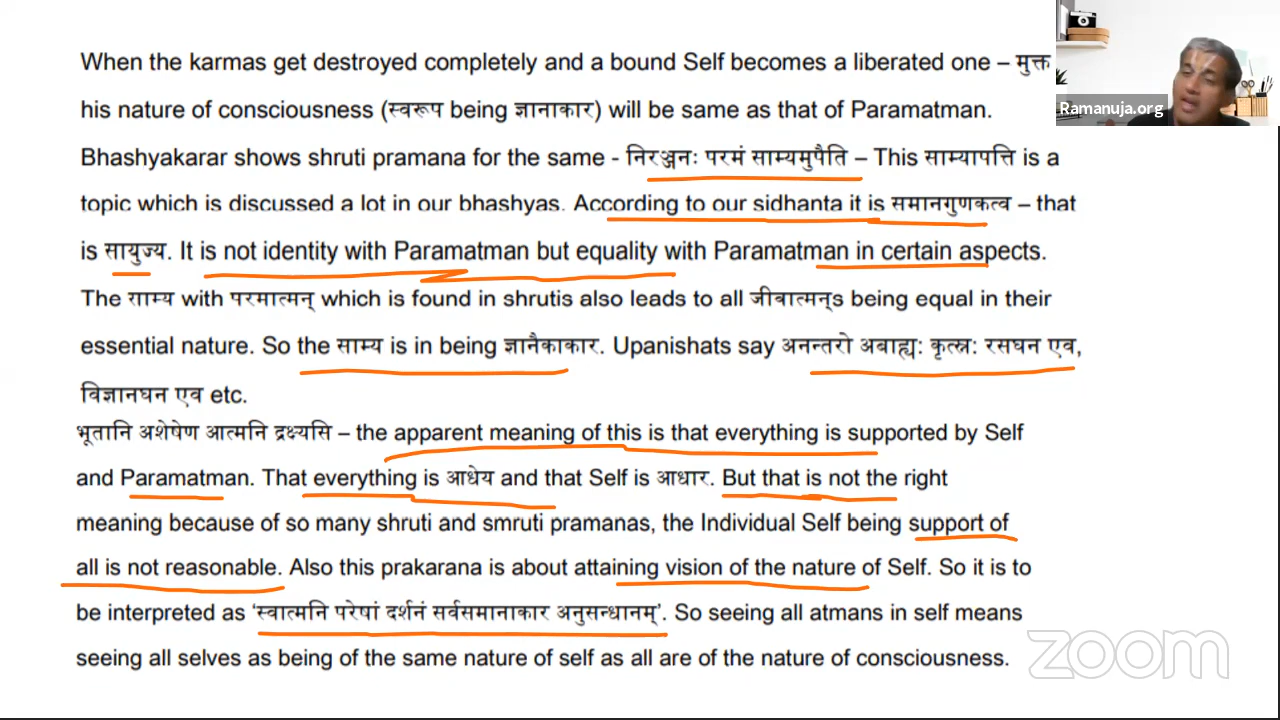 When the karmas get destroyed completely and a bound Self becomes a liberated one – मुक्त
his nature of consciousness (स्वरूप being ज्ञानाकार) will be same as that of Paramatman.
Bhashyakarar shows shruti pramana for the same - निरञ्जनः परमं साम्यमुपैति – This साम्यापत्ति is a
topic which is discussed a lot in our bhashyas. According to our sidhanta it is समानगुणकत्व – that
is सायुज्य. It is not identity with Paramatman but equality with Paramatman in certain aspects.
The साम्य with परमात्मन् which is found in shrutis also leads to all जीवात्मन्s being equal in their
essential nature. So the साम्य is in being ज्ञानैकाकार. Upanishats say अनन्तरो अबाह्य: कृत्स्न: रसघन एव,
विज्ञानघन एव etc.
भूतानि अशेषेण आत्मनि द्रक्ष्यसि – the apparent meaning of this is that everything is supported by Self
and Paramatman. That everything is आधेय and that Self is आधार. But that is not the right
meaning because of so many shruti and smruti pramanas, the Individual Self being support of
all is not reasonable. Also this prakarana is about attaining vision of the nature of Self. So it is to
be interpreted as ‘स्वात्मनि परेषां दर्शनं सर्वसमानाकार अनुसन्धानम्’. So seeing all atmans in self means
seeing all selves as being of the same nature of self as all are of the nature of consciousness.
Ramanuja.org
zoom